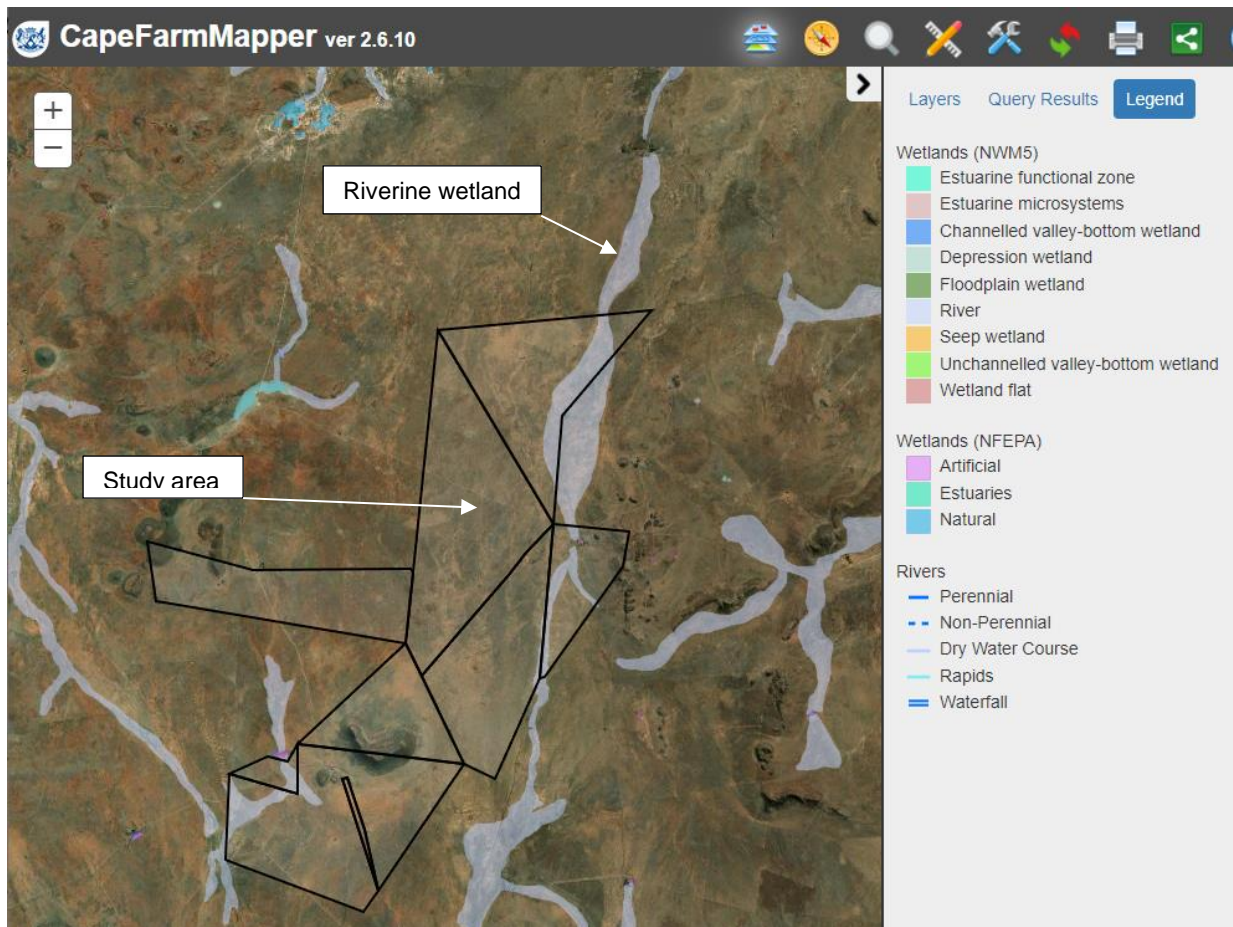 CapeFarmMapper ver 2.6.10
+
−
Riverine wetland
Study area
Layers Query Results Legend
Wetlands (NWM5)
Estuarine functional zone
Estuarine microsystems
Channelled valley-bottom wetland
Depression wetland
Floodplain wetland
River
Seep wetland
Unchannelled valley-bottom wetland
Wetland flat
Wetlands (NFEPA)
Artificial
Estuaries
Natural
Rivers
Perennial
Non-Perennial
Dry Water Course
Rapids
Waterfall